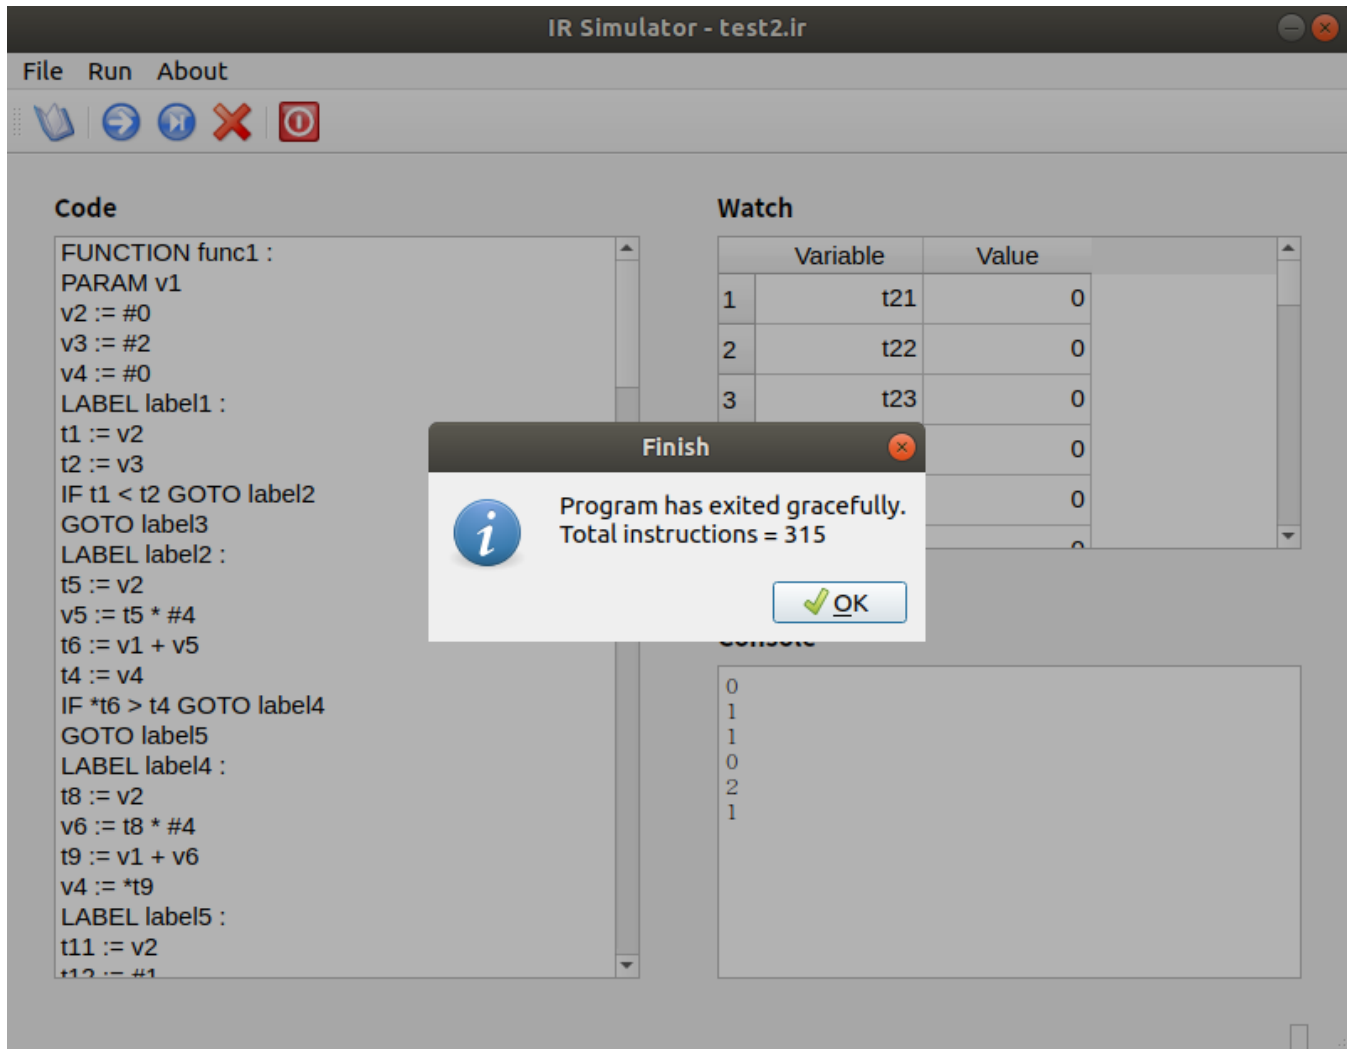 IR Simulator - test2.ir
File Run About
Code
FUNCTION func1 :
PARAM v1
v2 := #0
v3 := #2
v4 := #0
LABEL label1 :
t1 := v2
t2 := v3
IF t1 < t2 GOTO label2
GOTO label3
LABEL label2 :
t5 := v2
v5 := t5 * #4
t6 := v1 + v5
t4 := v4
IF *t6 > t4 GOTO label4
GOTO label5
LABEL label4 :
t8 := v2
v6 := t8 * #4
t9 := v1 + v6
v4 := *t9
LABEL label5 :
t11 := v2
t12 := #1
Watch
Variable Value
1 t21 0
2 t22 0
3 t23 0
0
0
0
Finish
Program has exited gracefully.
Total instructions = 315
OK
Console
0
1
1
0
2
1